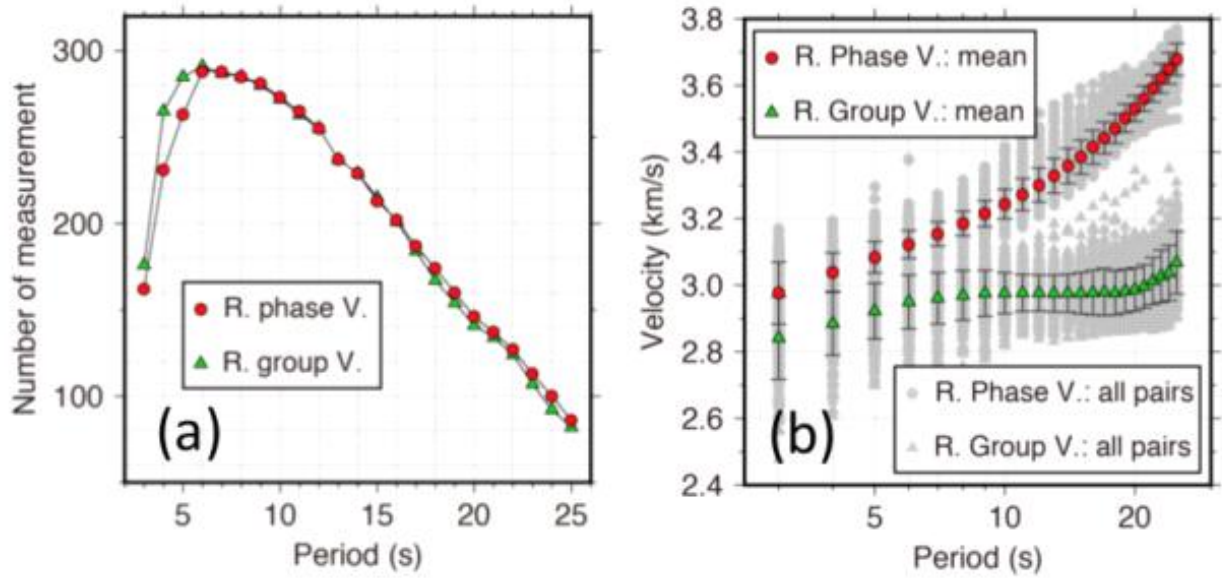 Number of measurement
300
200
100
R. phase V.
R. group V.
(a)
5
10
15
20
25
Period (s)
Velocity (km/s)
3.8
3.6
3.4
3.2
3.0
2.8
2.6
2.4
R. Phase V.: mean
R. Group V.: mean
R. Phase V.: all pairs
R. Group V.: all pairs
(b)
5
10
20
Period (s)